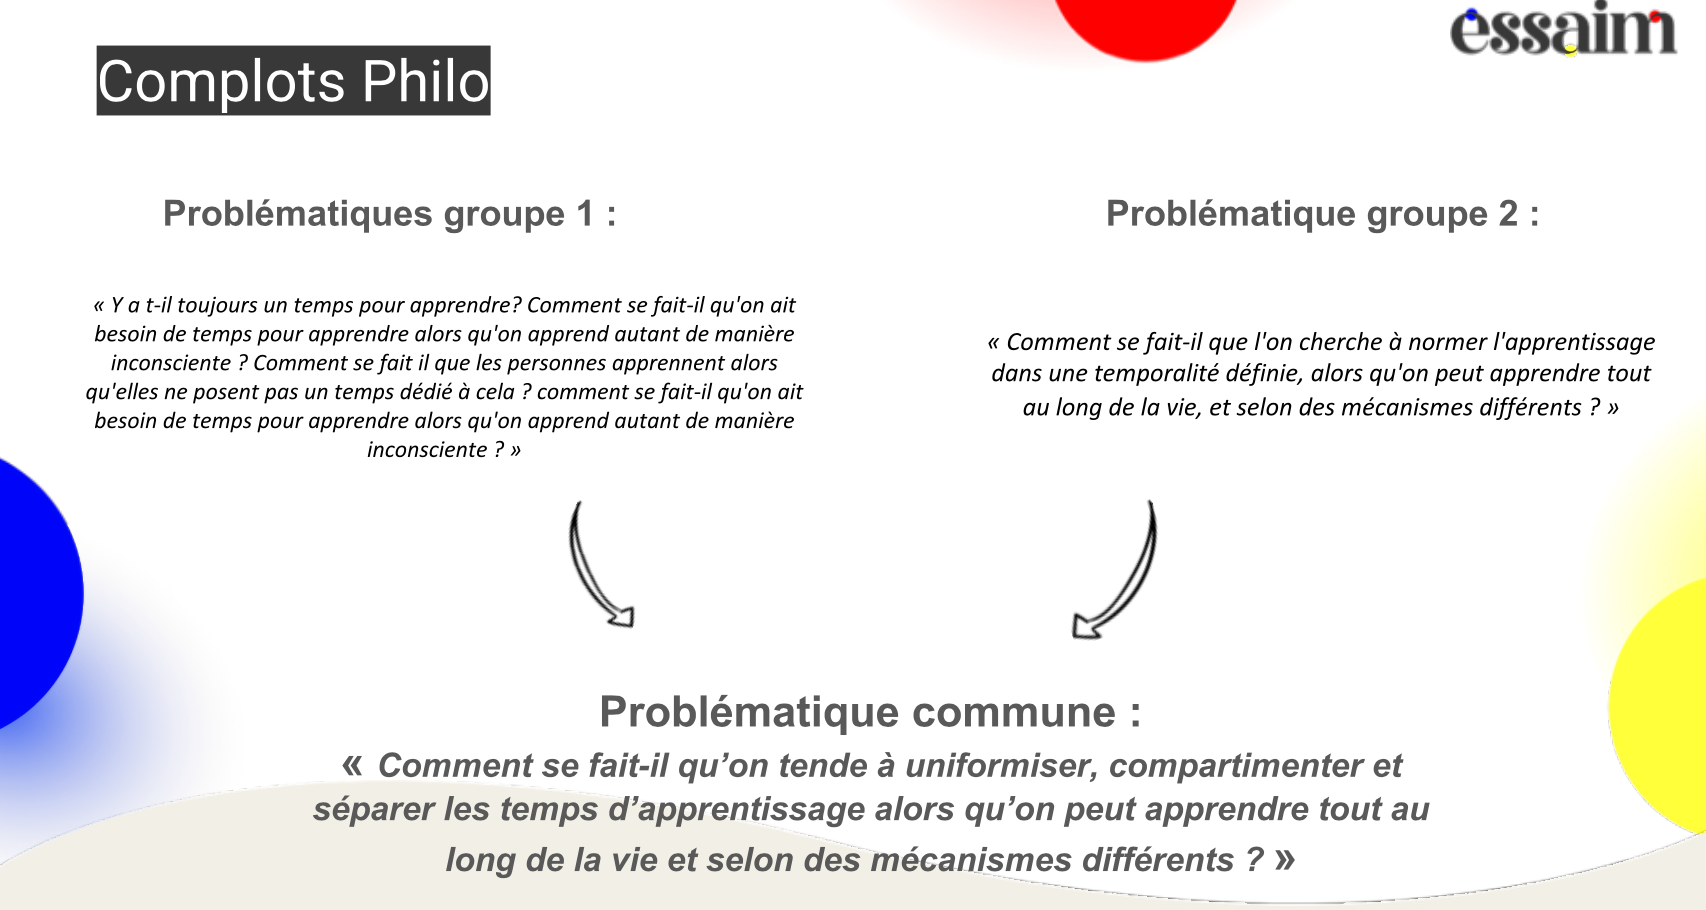 essaim
Complots Philo
Problématiques groupe 1 :
« Y a t-il toujours un temps pour apprendre? Comment se fait-il qu'on ait
besoin de temps pour apprendre alors qu'on apprend autant de manière
inconsciente ? Comment se fait il que les personnes apprennent alors
qu'elles ne posent pas un temps dédié à cela ? comment se fait-il qu'on ait
besoin de temps pour apprendre alors qu'on apprend autant de manière
inconsciente ? »
Problématique groupe 2 :
« Comment se fait-il que l'on cherche à normer l'apprentissage
dans une temporalité définie, alors qu'on peut apprendre tout
au long de la vie, et selon des mécanismes différents ? »
Problématique commune :
« Comment se fait-il qu’on tende à uniformiser, compartimenter et
séparer les temps d’apprentissage alors qu’on peut apprendre tout au
long de la vie et selon des mécanismes différents ? »